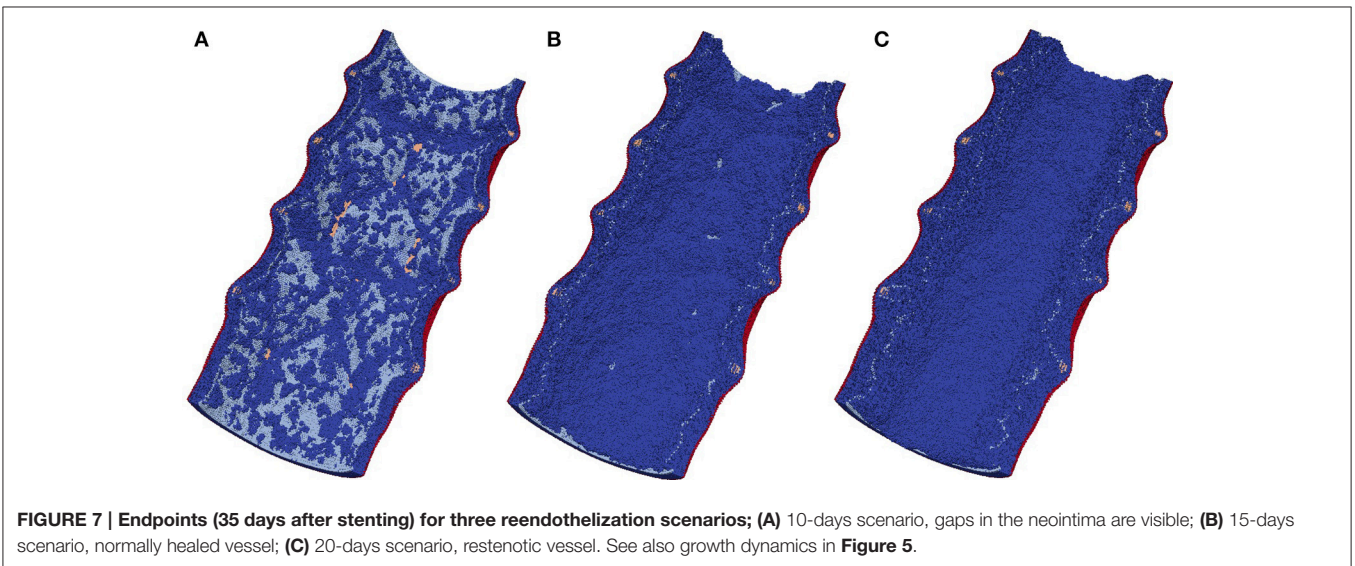 A
B
C
FIGURE 7 | Endpoints (35 days after stenting) for three reendothelization scenarios; (A) 10-days scenario, gaps in the neointima are visible; (B) 15-days
scenario, normally healed vessel; (C) 20-days scenario, restenotic vessel. See also growth dynamics in Figure 5.